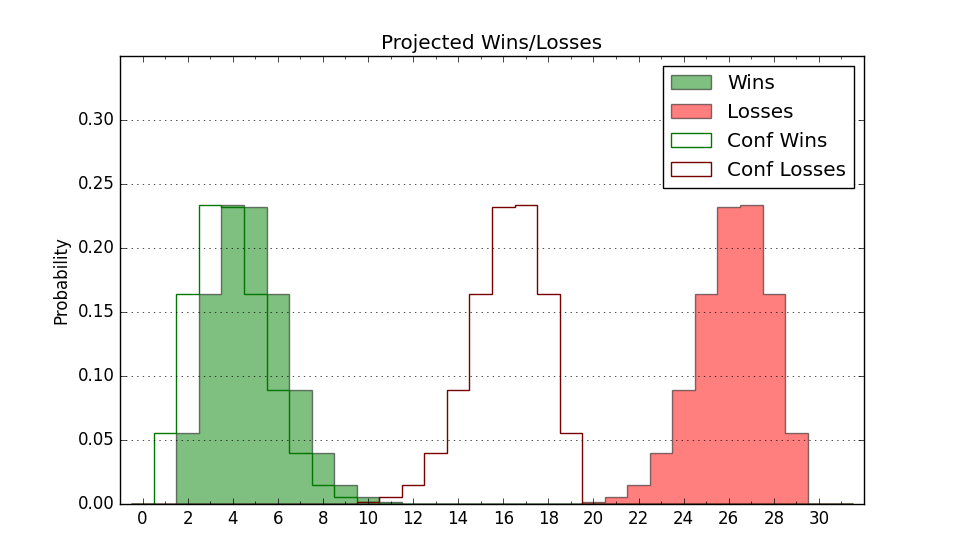 Projected Wins/Losses
Wins
Losses
Conf Wins
Conf Losses
Probability
0.30
0.25
0.20
0.15
0.10
0.05
0.00
0 2 4 6 8 10 12 14 16 18 20 22 24 26 28 30